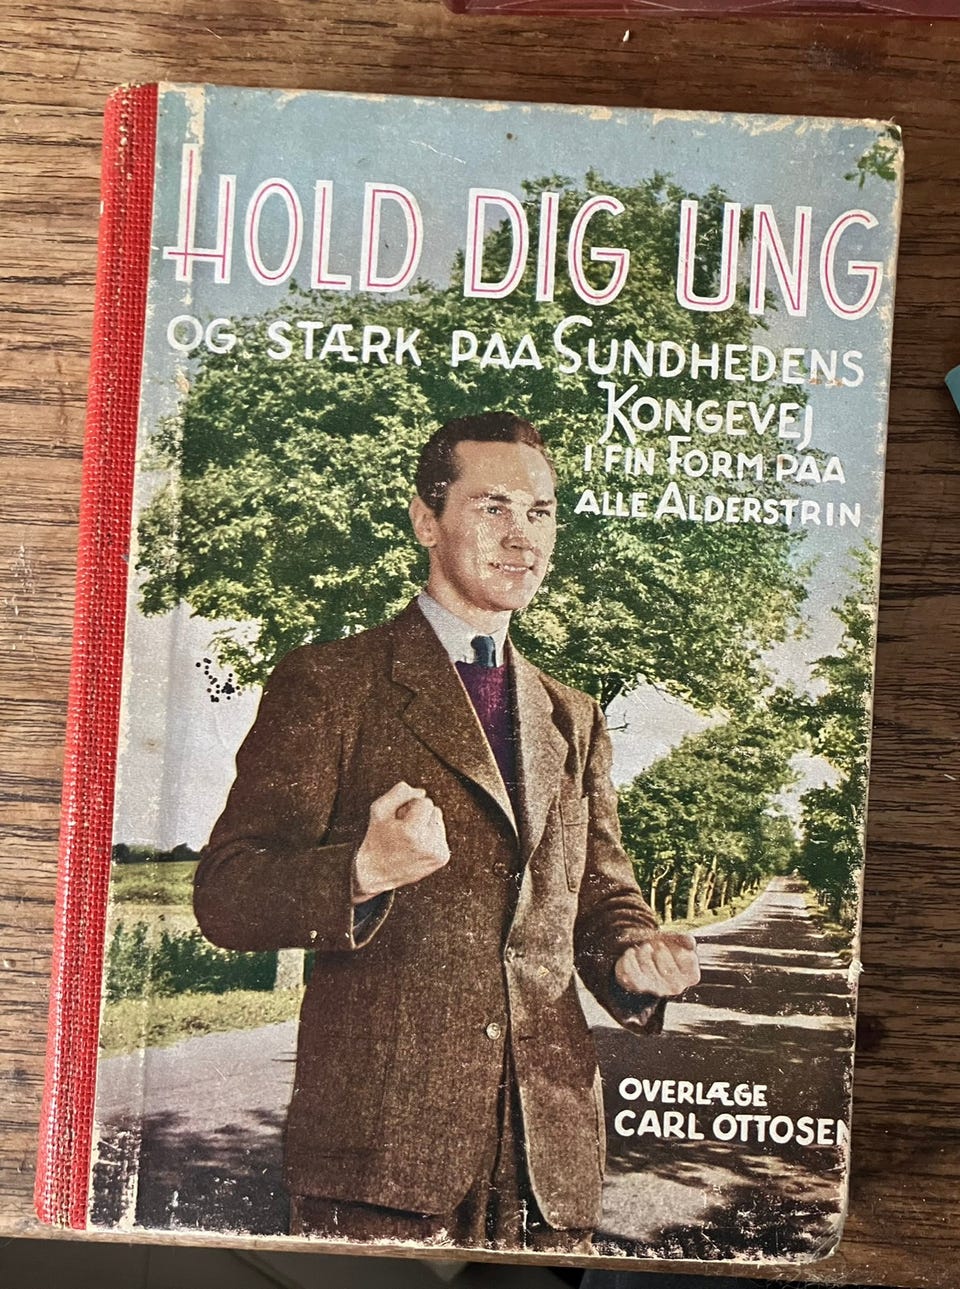 HOLD DIG UNG
OG STÆRK PAA SUNDHEDENS
KONGEVEJ
I FIN FORM PAA
ALLE ALDERSTRIN
OVERLÆGE
CARL OTTOSEN